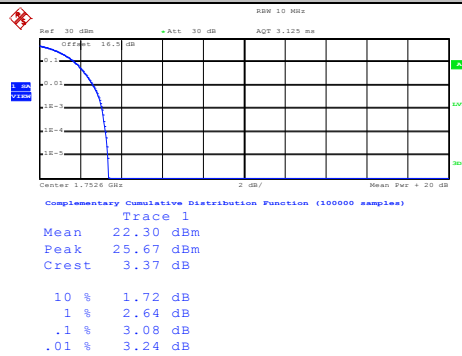 RBW 10 MHz
Ref 30 dBm Att 30 dB AQT 3.125 ms
Offset 16.5 dB
0.1
A
0.01
1 SA
VIEW
1E-3
LV
1E-4
1E-5
3D
Center 1.7526 GHz 2 dB/ Mean Pwr + 20 dB
Complementary Cumulative Distribution Function (100000 samples)
Trace 1
Mean 22.30 dBm
Peak 25.67 dBm
Crest 3.37 dB
10 % 1.72 dB
1 % 2.64 dB
.1 % 3.08 dB
.01 % 3.24 dB